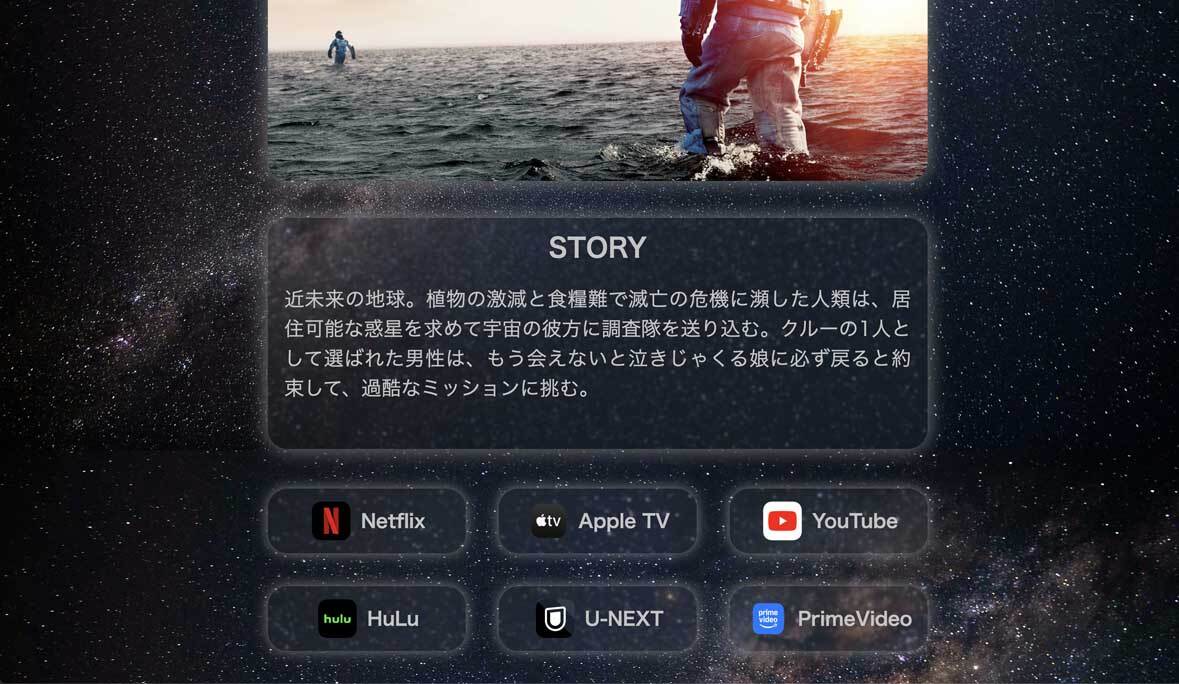 STORY
近未来の地球。植物の激減と食糧難で滅亡の危機に瀕した人類は、居
住可能な惑星を求めて宇宙の彼方に調査隊を送り込む。クルーの1人と
して選ばれた男性は、もう会えないと泣きじゃくる娘に必ず戻ると約
束して、過酷なミッションに挑む。
N Netflix
tv Apple TV
YouTube
hulu HuLu
U-NEXT
prime video PrimeVideo